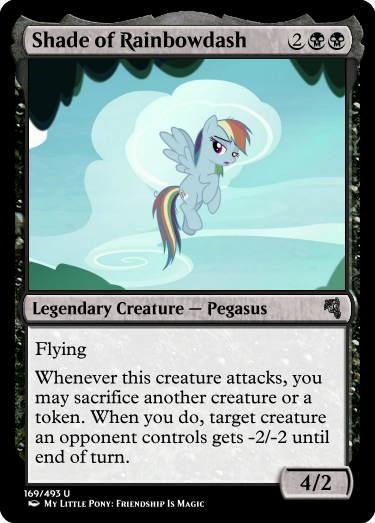 Shade of Rainbowdash 2
Legendary Creature — Pegasus
Flying
Whenever this creature attacks, you
may sacrifice another creature or a
token. When you do, target creature
an opponent controls gets -2/-2 until
end of turn.
4/2
169/493 U
My Little Pony: Friendship Is Magic